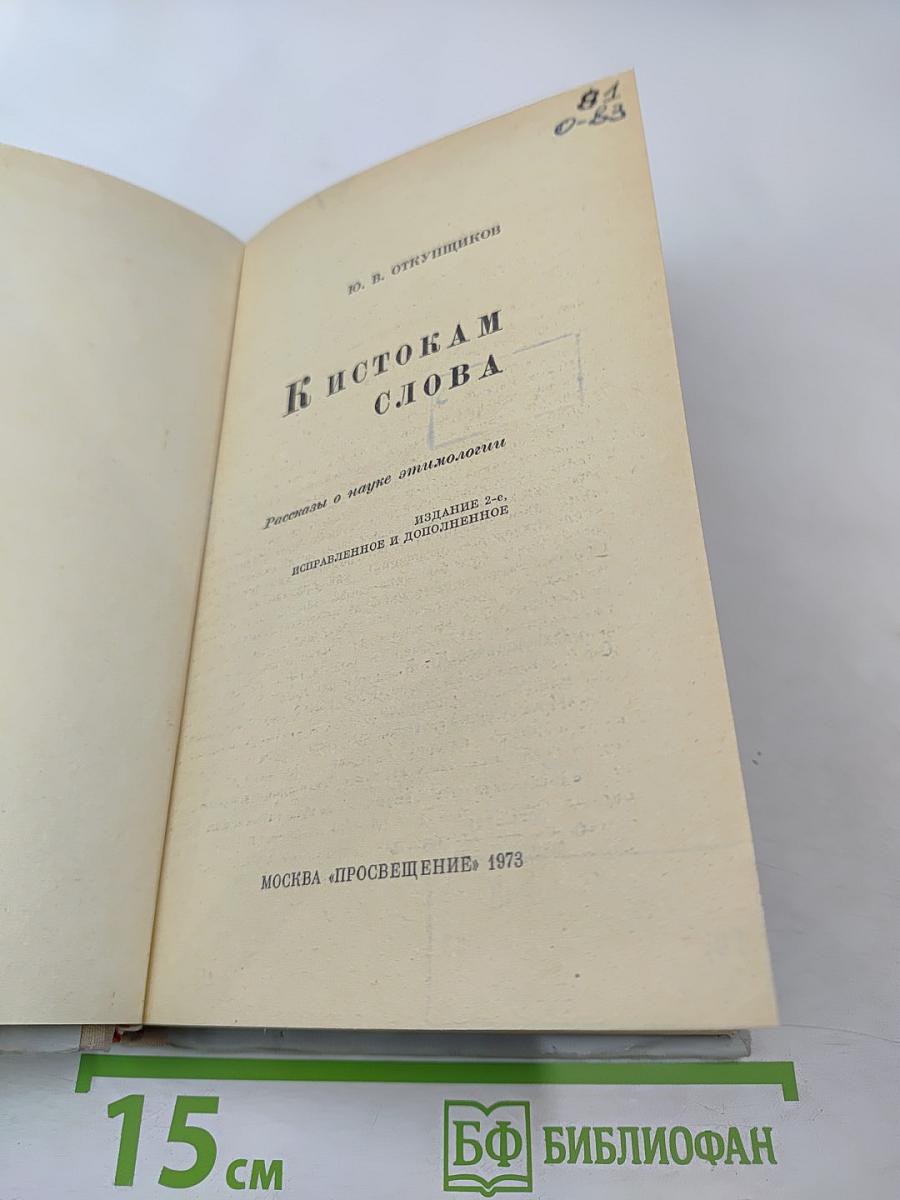 81
О-83
Ю. В. ОТКУПЩИКОВ
К ИСТОКАМ
СЛОВА
Рассказы о науке этимологии
ИЗДАНИЕ 2-е,
ИСПРАВЛЕННОЕ И ДОПОЛНЕННОЕ
МОСКВА «ПРОСВЕЩЕНИЕ» 1973
15 см
БФ БИБЛИОФАН